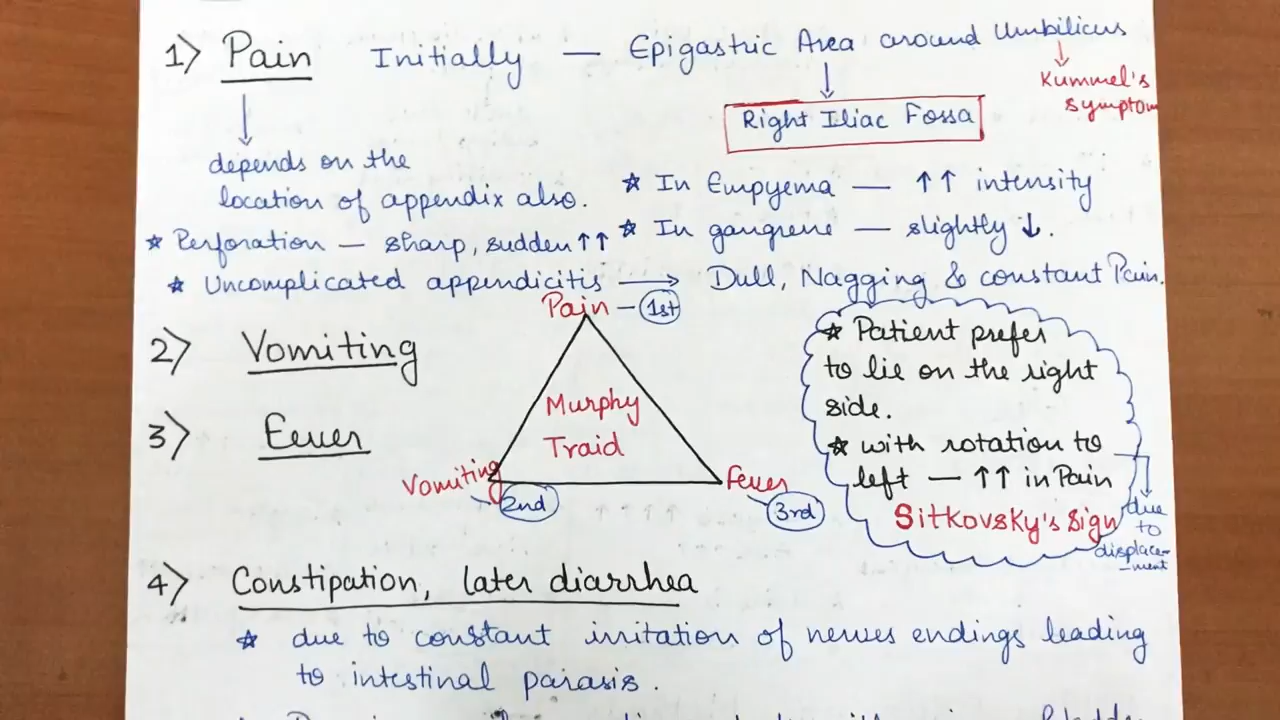 1) Pain Initially — Epigastric Area around Umbilicus
Kummel's
symptom
Right Iliac Fossa
depends on the
location of appendix also.
☆ In Empyema — ↑↑ intensity
☆ Perforation — sharp, sudden ↑↑ ☆ In gangrene — slightly ↓.
☆ Uncomplicated appendicitis → Dull, Nagging & constant Pain.
Pain – 1st
2) Vomiting
3) Fever
Murphy
Traid
Vomiting
2nd
Fever
3rd
☆ Patient prefer
to lie on the right
side.
☆ with rotation to
left — ↑↑ in Pain
Sitkovsky's Sign
due
to
displace-
-ment
4) Constipation, later diarrhea
☆ due to constant irritation of nerves endings leading
to intestinal parasis.